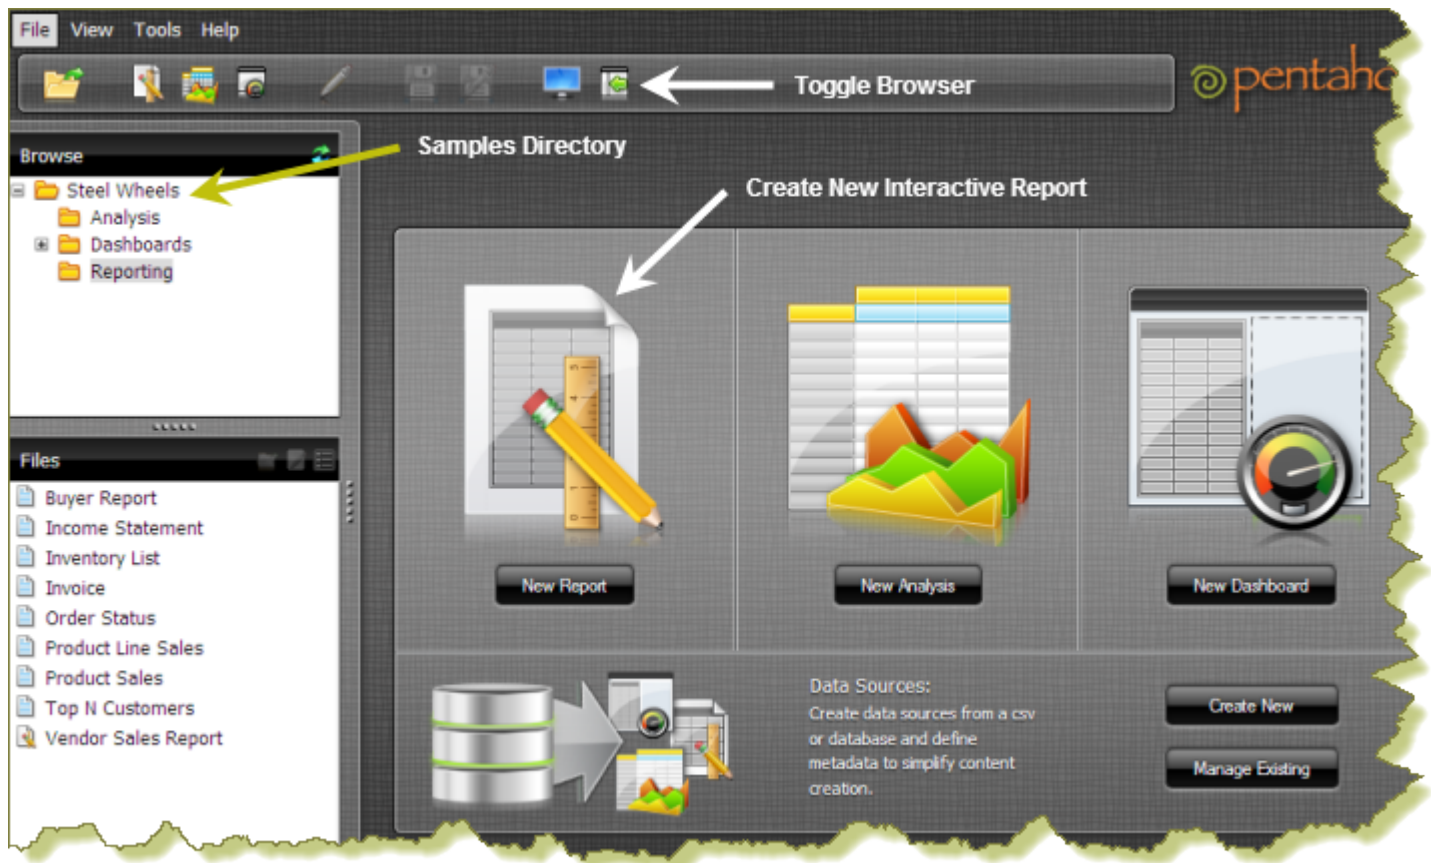 File View Tools Help
Toggle Browser
pentaho
Samples Directory
Browse
Create New Interactive Report
Steel Wheels
Analysis
Dashboards
Reporting
Files
Buyer Report
Income Statement
Inventory List
Invoice
Order Status
Product Line Sales
Product Sales
Top N Customers
Vendor Sales Report
New Report
New Analysis
New Dashboard
Data Sources:
Create data sources from a csv
or database and define
metadata to simplify content
creation.
Create New
Manage Existing